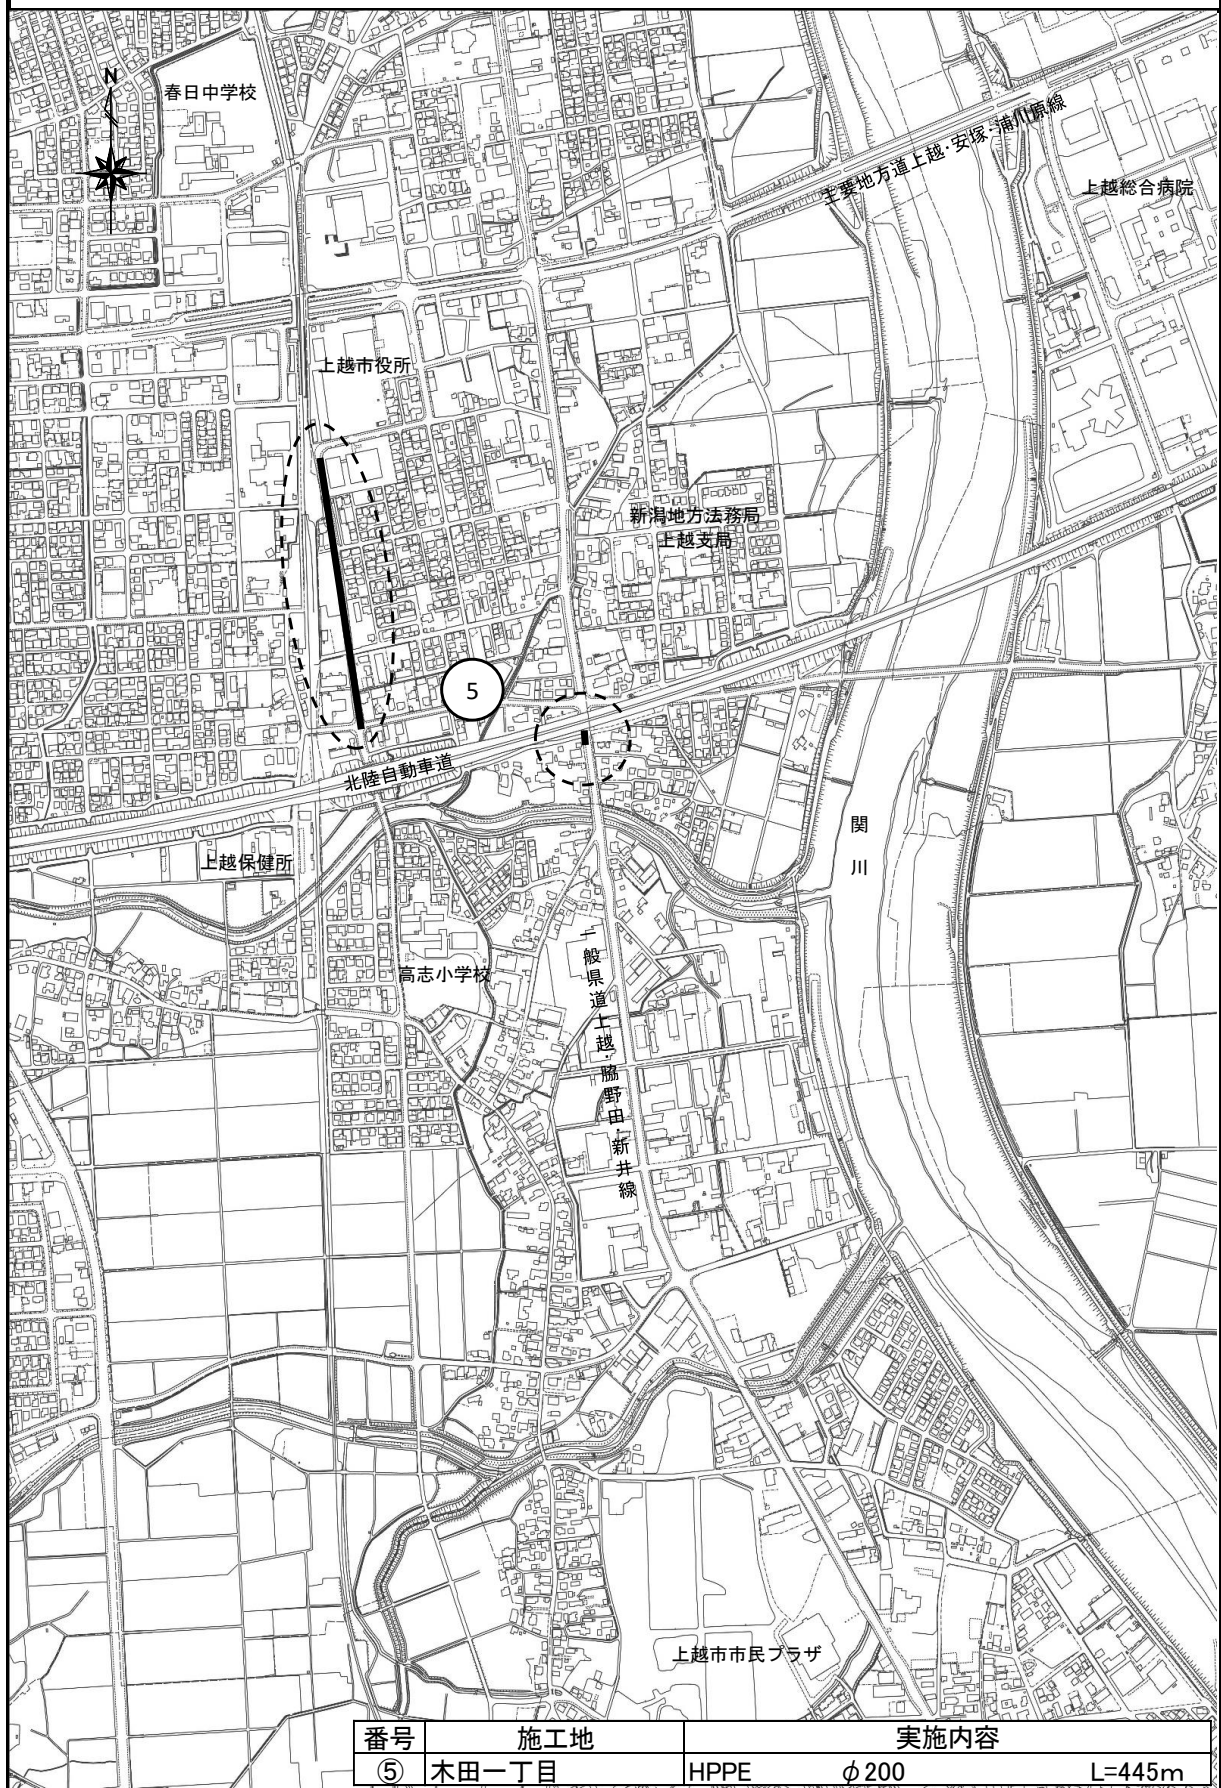 N
春日中学校
主要地方道上越・安塚・浦川原線
上越総合病院
上越市役所
新潟地方法務局
上越支局
5
北陸自動車道
関川
上越保健所
高志小学校
一般県道上越・脇野田・新井線
上越市市民プラザ
番号 施工地 実施内容
⑤ 木田一丁目 HPPE φ200 L=445m